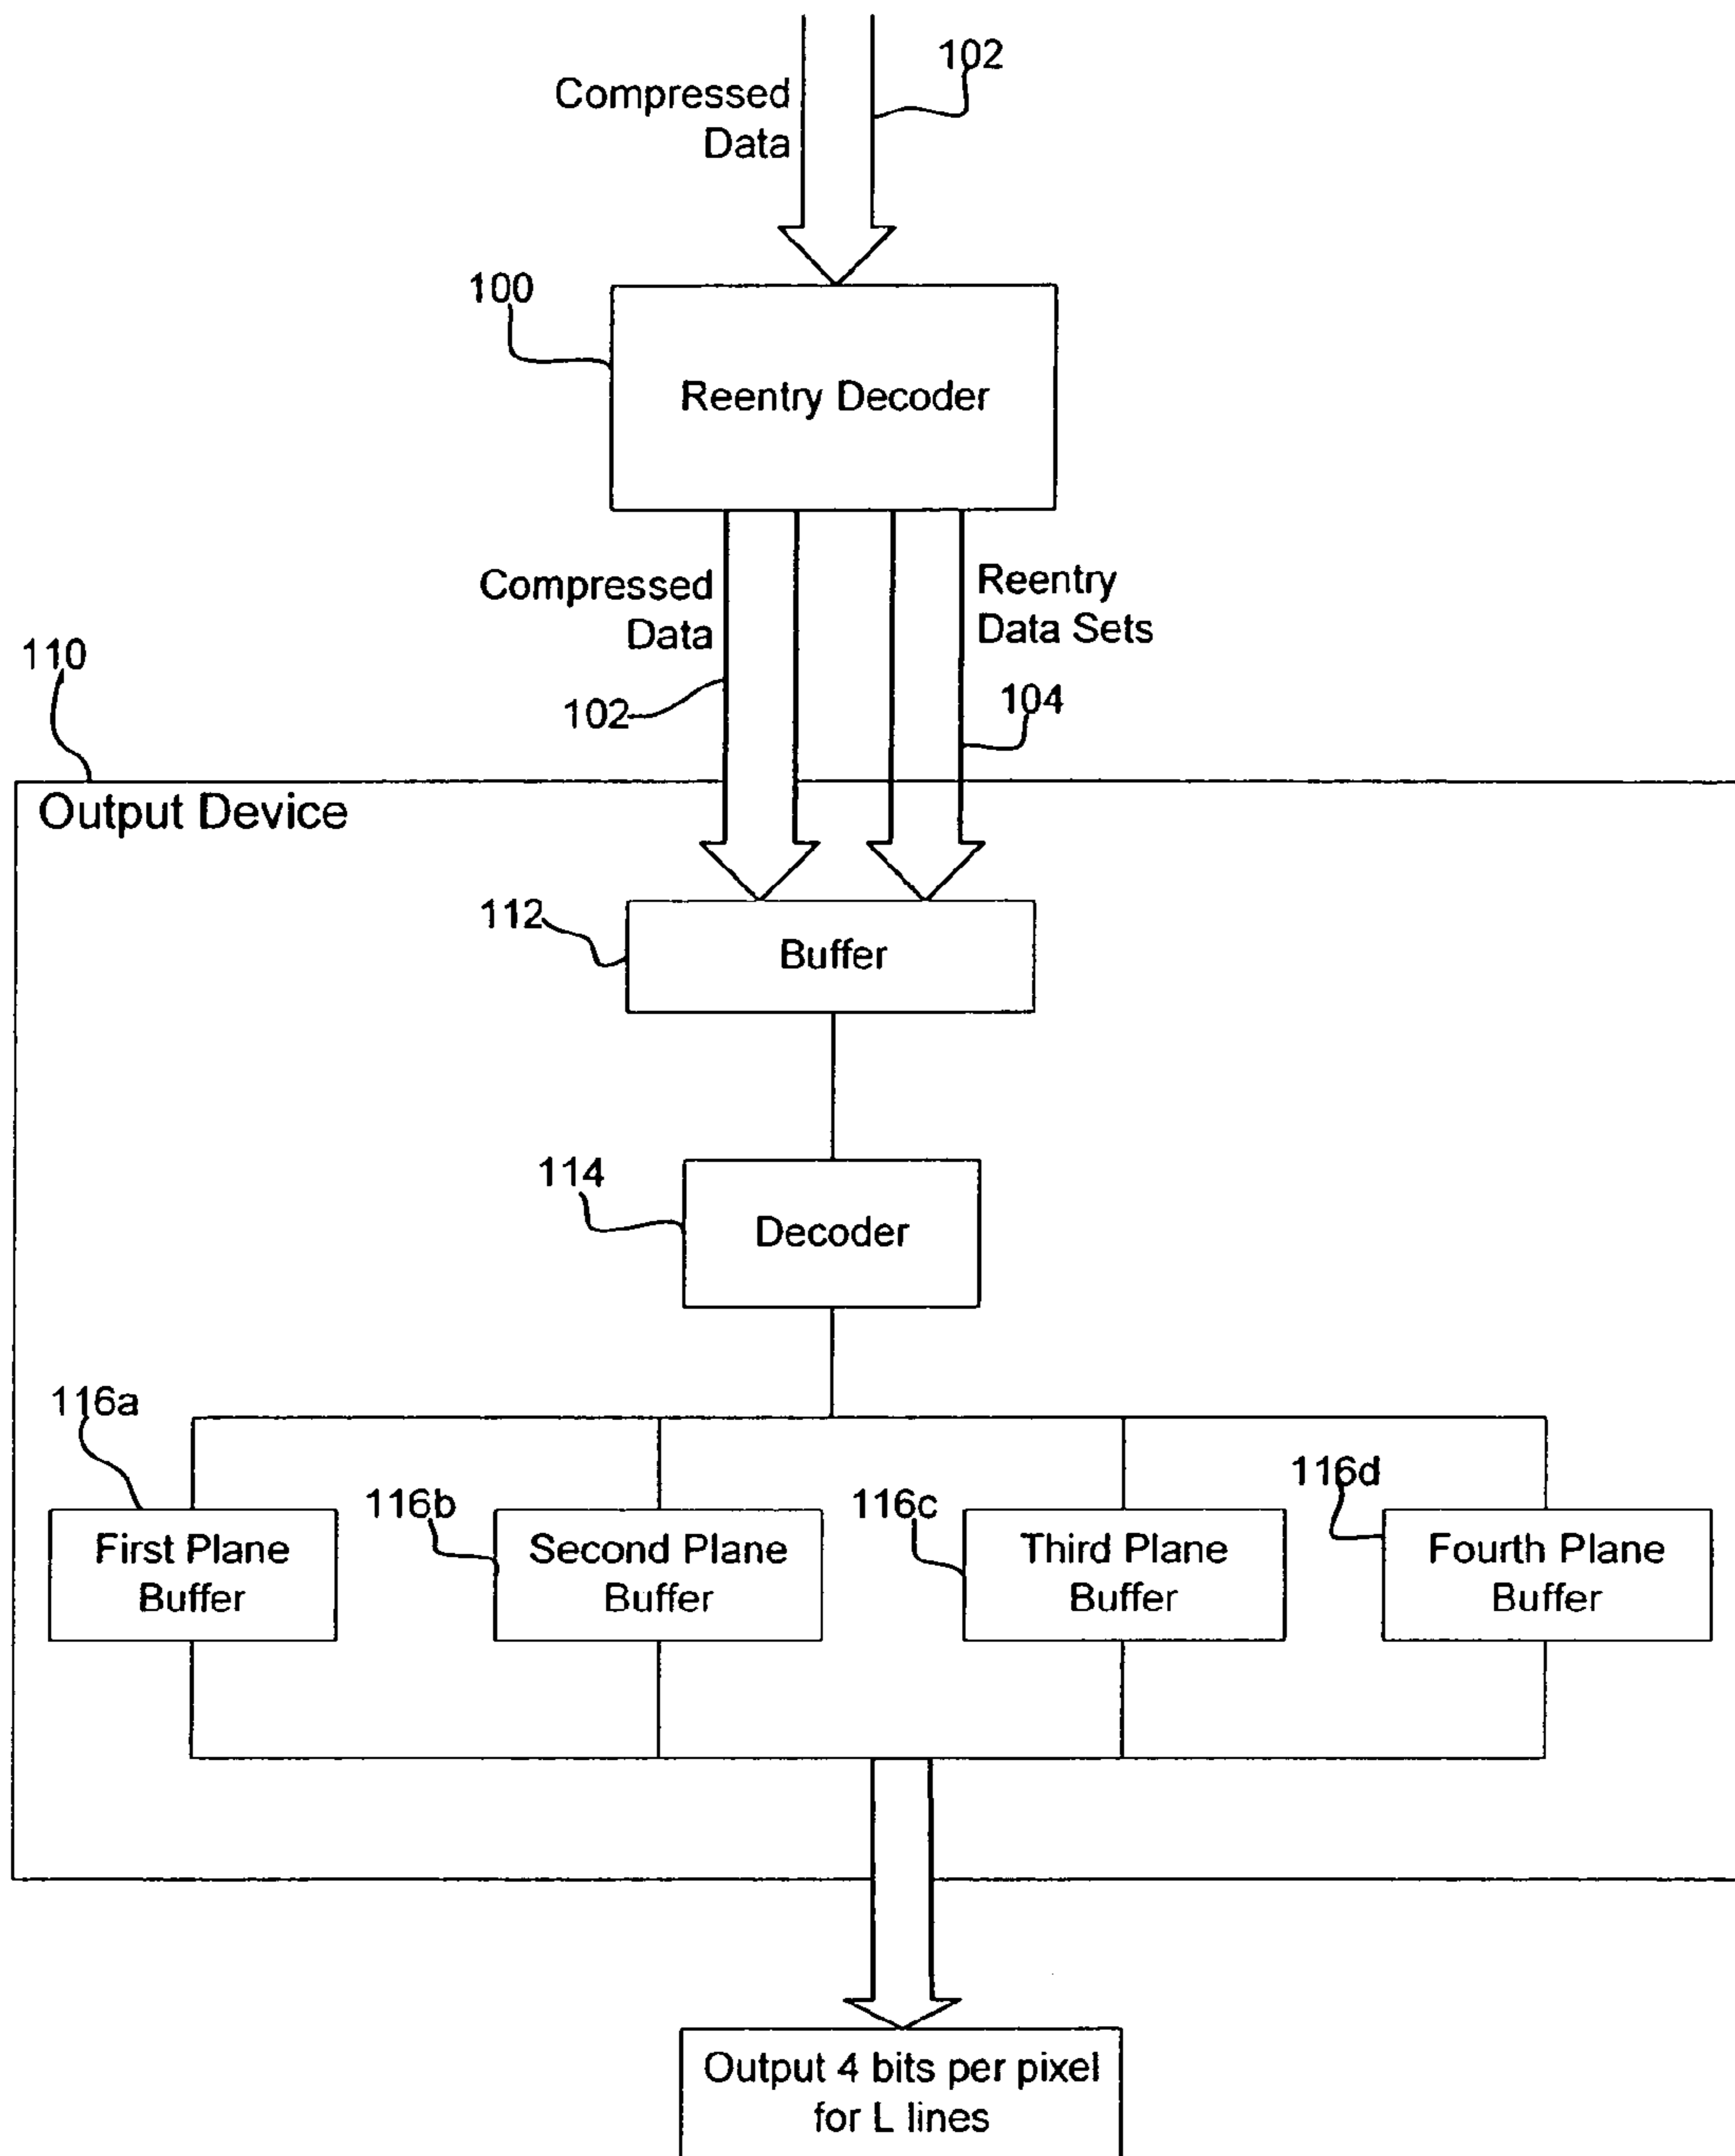 102
Compressed
Data
100
Reentry Decoder
Compressed
Data
Reentry
Data Sets
110
102
104
Output Device
112
Buffer
114
Decoder
116a
116b
116c
116d
First Plane
Buffer
Second Plane
Buffer
Third Plane
Buffer
Fourth Plane
Buffer
Output 4 bits per pixel
for L lines